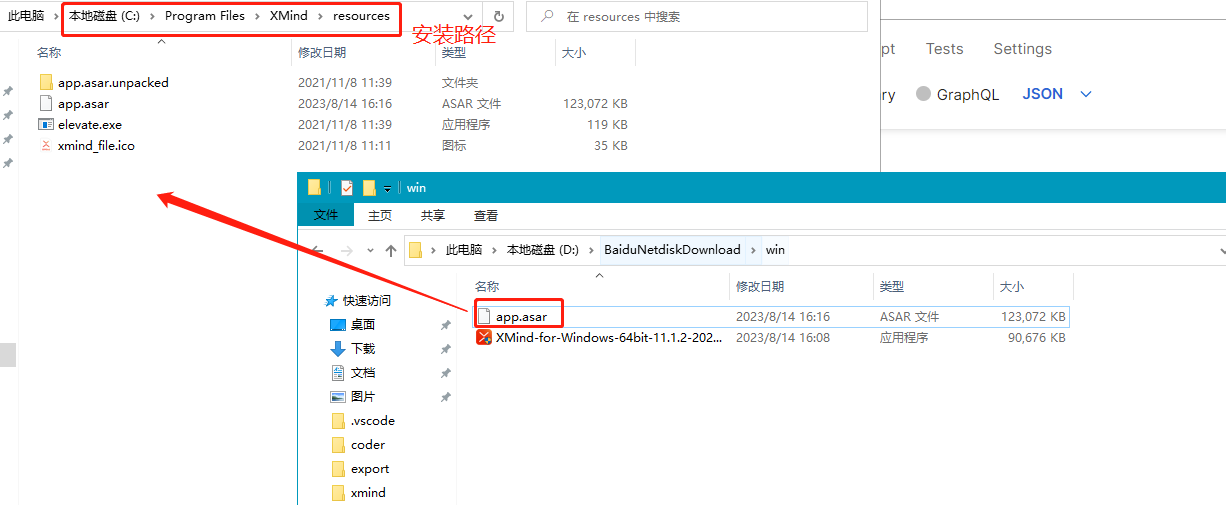 此电脑 › 本地磁盘 (C:) › Program Files › XMind › resources
在 resources 中搜索
安装路径
名称 修改日期 类型 大小
app.asar.unpacked 2021/11/8 11:39 文件夹
app.asar 2023/8/14 16:16 ASAR 文件 123,072 KB
elevate.exe 2021/11/8 11:39 应用程序 119 KB
xmind_file.ico 2021/11/8 11:11 图标 35 KB
pt Tests Settings
ry GraphQL JSON
win
文件 主页 共享 查看
此电脑 › 本地磁盘 (D:) › BaiduNetdiskDownload › win
名称 修改日期 类型 大小
app.asar 2023/8/14 16:16 ASAR 文件 123,072 KB
XMind-for-Windows-64bit-11.1.2-202... 2023/8/14 16:08 应用程序 90,676 KB
快速访问
桌面
下载
文档
图片
.vscode
coder
export
xmind